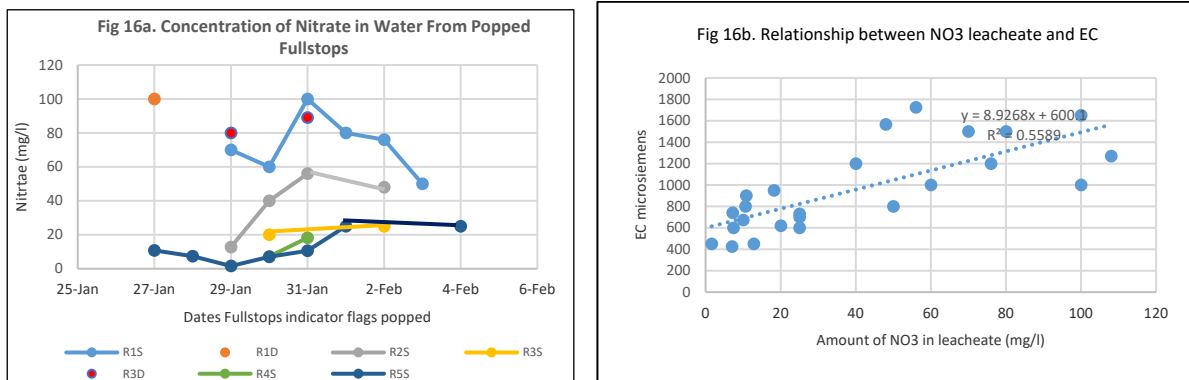 Fig 16a. Concentration of Nitrate in Water From Popped
Fullstops
120
100
80
60
40
20
0
Nitrtae (mg/l)
25-Jan 27-Jan 29-Jan 31-Jan 2-Feb 4-Feb 6-Feb
Dates Fullstops indicator flags popped
R1S R1D R2S R3S
R3D R4S R5S
Fig 16b. Relationship between NO3 leacheate and EC
2000
1800
1600
1400
1200
1000
800
600
400
200
0
EC microsiemens
y = 8.9268x + 600.1
R² = 0.5589
0 20 40 60 80 100 120
Amount of NO3 in leacheate (mg/l)